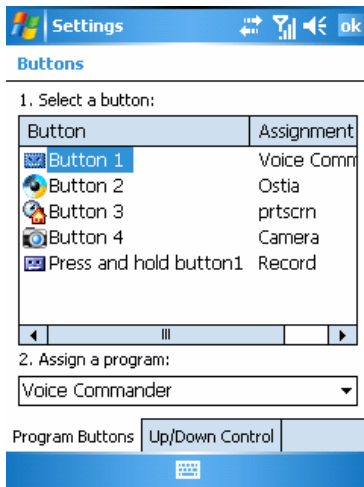 Settings ok
Buttons
1. Select a button:
Button Assignment
Button 1 Voice Comm
Button 2 Ostia
Button 3 prtscrn
Button 4 Camera
Press and hold button1 Record
2. Assign a program:
Voice Commander
Program Buttons Up/Down Control